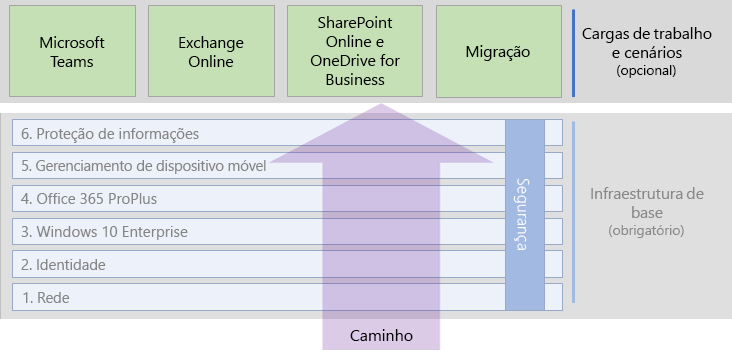 Microsoft
Teams
Exchange
Online
SharePoint
Online e
OneDrive for
Business
Migração
Cargas de trabalho
e cenários
(opcional)
6. Proteção de informações
5. Gerenciamento de dispositivo móvel
4. Office 365 ProPlus
3. Windows 10 Enterprise
2. Identidade
1. Rede
Segurança
Infraestrutura de
base
(obrigatório)
Caminho